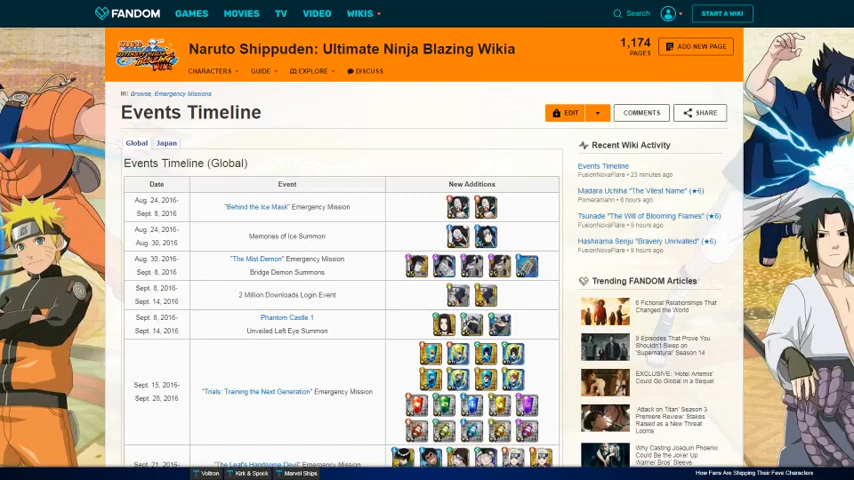 FANDOM GAMES MOVIES TV VIDEO WIKIS Search START A WIKI
Naruto Shippuden: Ultimate Ninja Blazing Wikia
1,174 PAGES
ADD NEW PAGE
CHARACTERS GUIDE EXPLORE DISCUSS
in: Browse, Emergency Missions
Events Timeline
EDIT COMMENTS SHARE
Global Japan
Events Timeline (Global)
Date Event New Additions
Aug. 24, 2016-
Sept. 8, 2016
"Behind the Ice Mask" Emergency Mission
Aug. 24, 2016-
Aug. 30, 2016
Memories of Ice Summon
Aug. 30, 2016-
Sept. 8, 2016
"The Mist Demon" Emergency Mission
Bridge Demon Summons
Sept. 8, 2016-
Sept. 14, 2016
2 Million Downloads Login Event
Sept. 8, 2016-
Sept. 14, 2016
Phantom Castle 1
Unveiled Left Eye Summon
Sept. 15, 2016-
Sept. 28, 2016
"Trials: Training the Next Generation" Emergency Mission
Sept. 21, 2016-
"The Leaf's Handsome Devil" Emergency Mission
Recent Wiki Activity
Events Timeline
FusionNovaFlare • 23 minutes ago
Madara Uchiha "The Vilest Name" (★6)
Pomeraniann • 6 hours ago
Tsunade "The Will of Blooming Flames" (★6)
FusionNovaFlare • 9 hours ago
Hashirama Senju "Bravery Unrivalled" (★6)
FusionNovaFlare • 9 hours ago
Trending FANDOM Articles
6 Fictional Relationships That
Changed the World
9 Episodes That Prove You
Shouldn't Sleep on
'Supernatural' Season 14
EXCLUSIVE: 'Hotel Artemis'
Could Go Global in a Sequel
'Attack on Titan' Season 3
Premiere Review: Stakes
Raised as a New Threat
Looms
Why Casting Joaquin Phoenix
Could Be Up
Warner Bros' Sleeve
Voltron Kirk & Spock Marvel Ships
How Fans Are Shipping Their Fave Characters